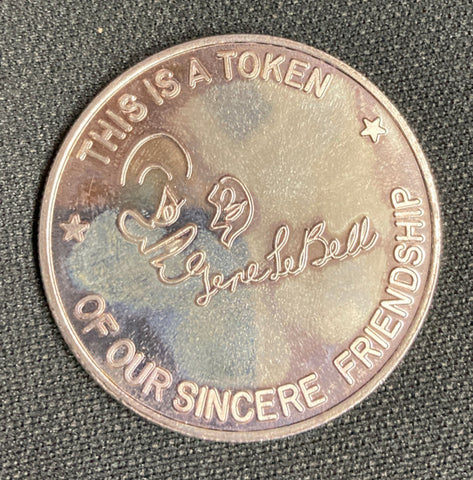 THIS IS A TOKEN
Gene LeBell
OF OUR SINCERE FRIENDSHIP